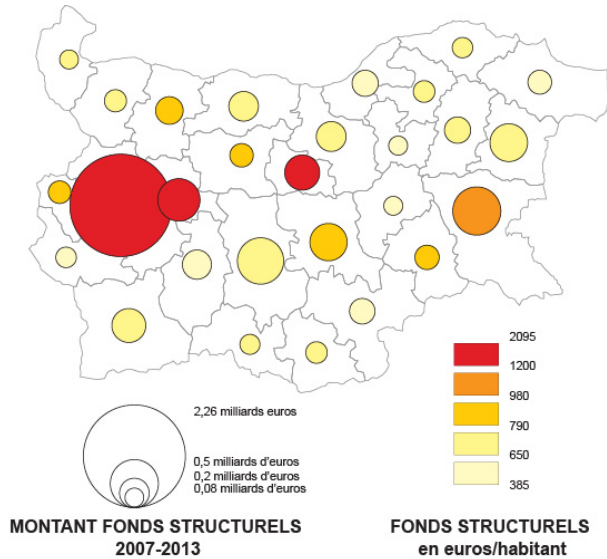 2,26 milliards euros
0,5 milliards d'euros
0,2 milliards d'euros
0,08 milliards d'euros
MONTANT FONDS STRUCTURELS
2007-2013
2095
1200
980
790
650
385
FONDS STRUCTURELS
en euros/habitant